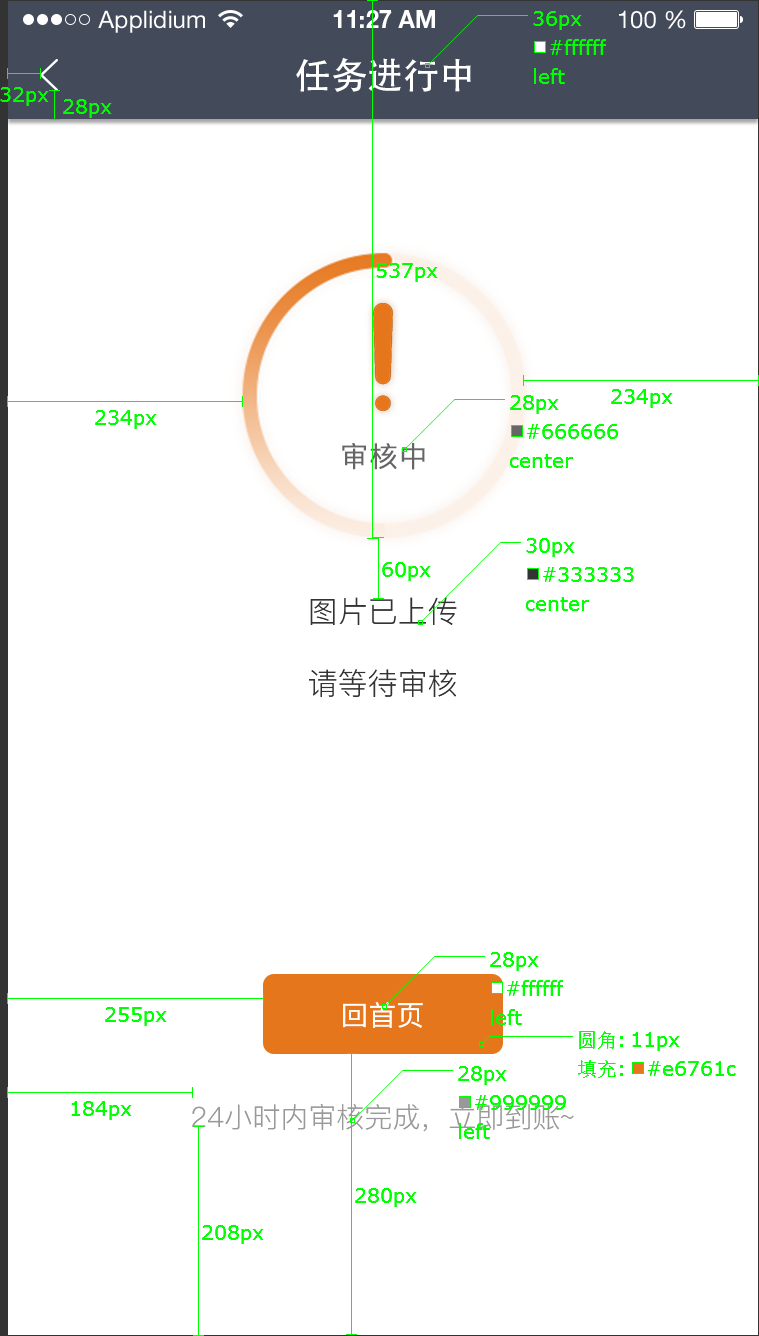 Applidium 11:27 AM 100 %
36px
#ffffff
left
任务进行中
32px
28px
537px
234px
234px
28px
#666666
center
审核中
30px
#333333
center
60px
图片已上传
请等待审核
28px
#ffffff
left
255px
回首页
圆角: 11px
填充: #e6761c
28px
#999999
left
184px
24小时内审核完成，立即到账~
280px
208px